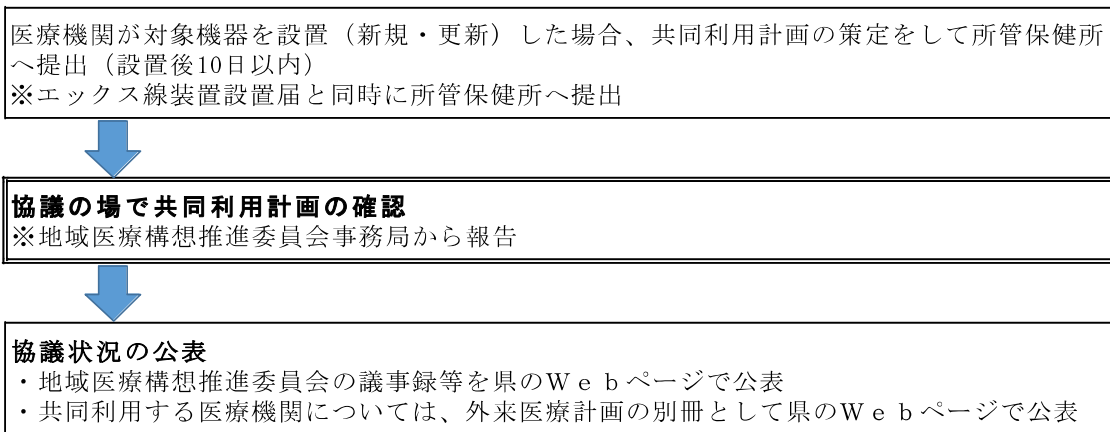 医療機関が対象機器を設置（新規・更新）した場合、共同利用計画の策定をして所管保健所
へ提出（設置後10日以内）
※エックス線装置設置届と同時に所管保健所へ提出
協議の場で共同利用計画の確認
※地域医療構想推進委員会事務局から報告
協議状況の公表
・地域医療構想推進委員会の議事録等を県のＷｅｂページで公表
・共同利用する医療機関については、外来医療計画の別冊として県のＷｅｂページで公表